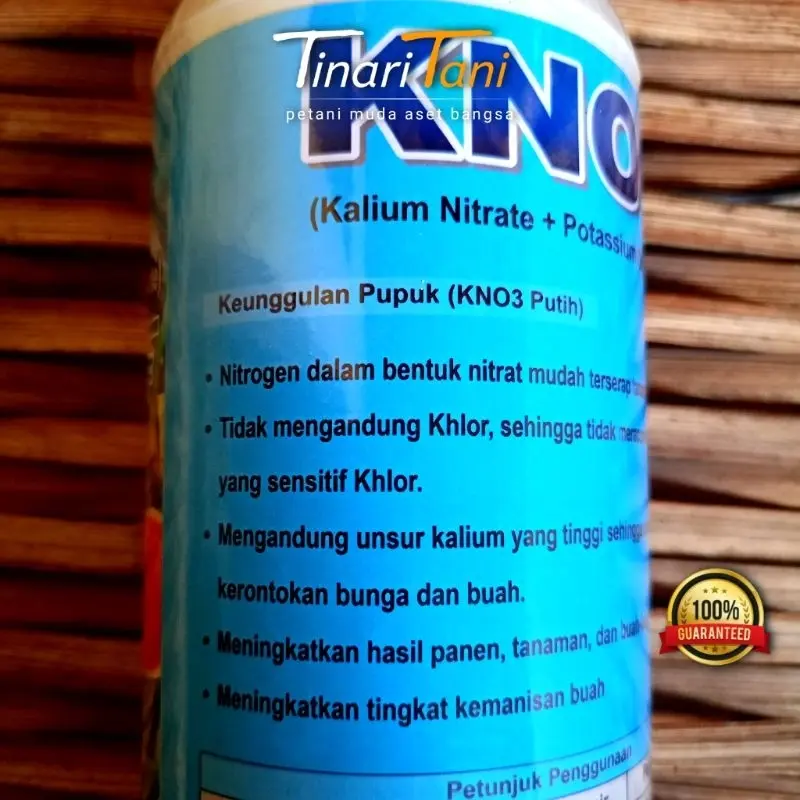 TinariTani
petani muda aset bangsa
KNO
(Kalium Nitrate + Potassium
Keunggulan Pupuk (KNO3 Putih)
• Nitrogen dalam bentuk nitrat mudah terserap
• Tidak mengandung Khlor, sehingga tidak
yang sensitif Khlor.
• Mengandung unsur kalium yang tinggi sehingga
kerontokan bunga dan buah.
• Meningkatkan hasil panen, tanaman, dan buah
• Meningkatkan tingkat kemanisan buah
100%
GUARANTEED
Petunjuk Penggunaan